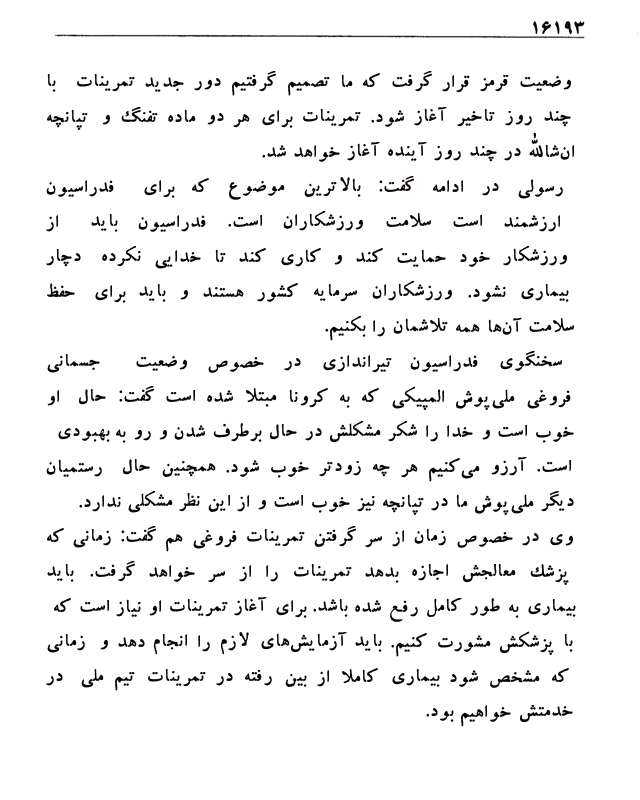 ۱۶۱۹۳
وضعیت قرمز قرار گرفت که ما تصمیم گرفتیم دور جدید تمرینات با
چند روز تاخیر آغاز شود. تمرینات برای هر دو ماده تفنگ و تپانچه
ان‌شاالله در چند روز آینده آغاز خواهد شد.
رسولی در ادامه گفت: بالاترین موضوع که برای فدراسیون
ارزشمند است سلامت ورزشکاران است. فدراسیون باید از
ورزشکار خود حمایت کند و کاری کند تا خدایی نکرده دچار
بیماری نشود. ورزشکاران سرمایه کشور هستند و باید برای حفظ
سلامت آن‌ها همه تلاشمان را بکنیم.
سخنگوی فدراسیون تیراندازی در خصوص وضعیت جسمانی
فروغی ملی‌پوش المپیکی که به کرونا مبتلا شده است گفت: حال او
خوب است و خدا را شکر مشکلش در حال برطرف شدن و رو به بهبودی
است. آرزو می‌کنیم هر چه زودتر خوب شود. همچنین حال رستمیان
دیگر ملی‌پوش ما در تپانچه نیز خوب است و از این نظر مشکلی ندارد.
وی در خصوص زمان از سر گرفتن تمرینات فروغی هم گفت: زمانی که
پزشک معالجش اجازه بدهد تمرینات را از سر خواهد گرفت. باید
بیماری به طور کامل رفع شده باشد. برای آغاز تمرینات او نیاز است که
با پزشکش مشورت کنیم. باید آزمایش‌های لازم را انجام دهد و زمانی
که مشخص شود بیماری کاملا از بین رفته در تمرینات تیم ملی در
خدمتش خواهیم بود.